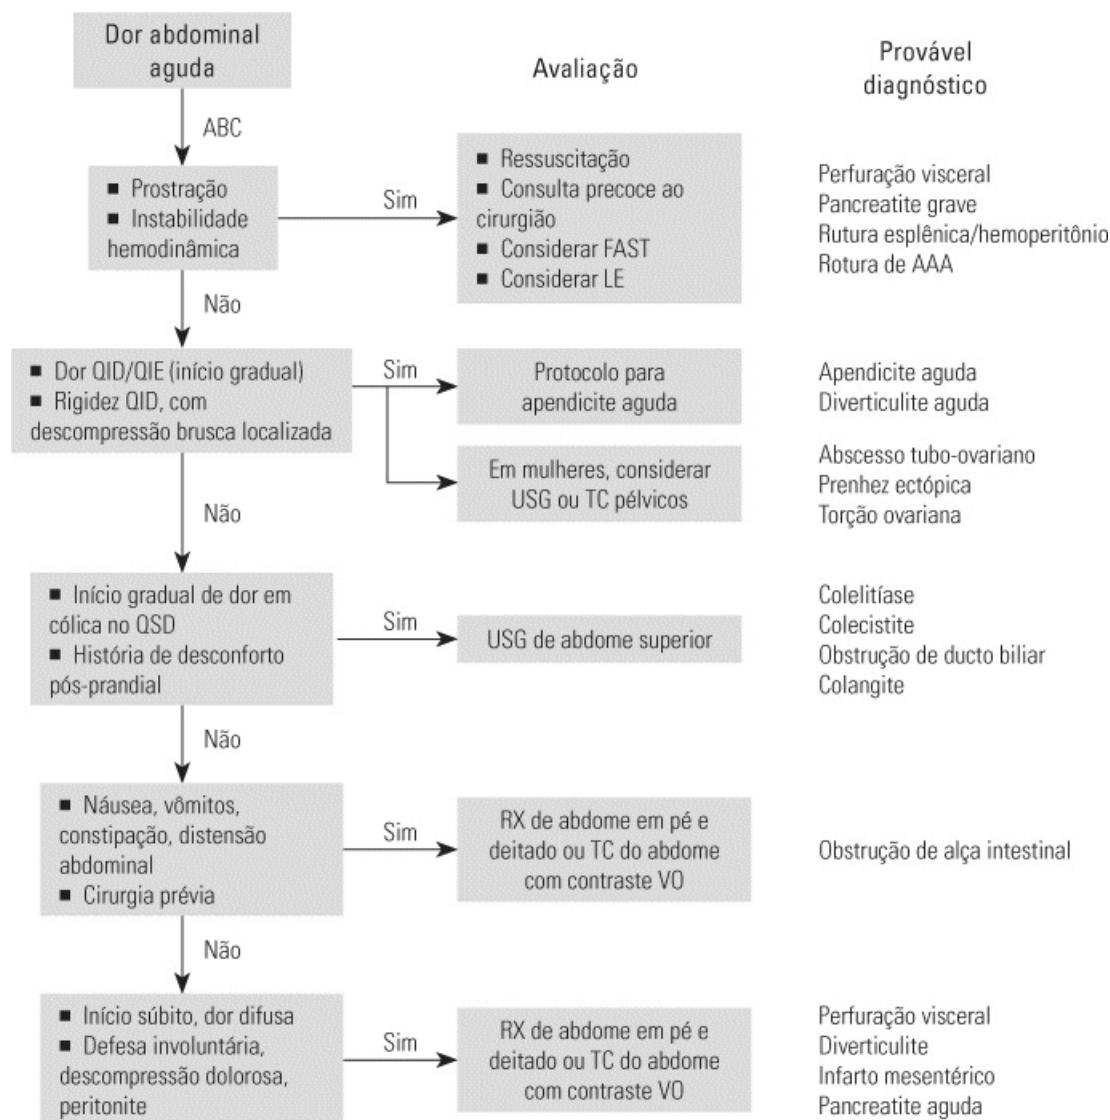 Dor abdominal
aguda
Avaliação
Provável
diagnóstico
ABC
■ Prostração
■ Instabilidade
hemodinâmica
Sim
■ Ressuscitação
■ Consulta precoce ao
cirurgião
■ Considerar FAST
■ Considerar LE
Perfuração visceral
Pancreatite grave
Rutura esplênica/hemoperitônio
Rotura de AAA
Não
■ Dor QID/QIE (início gradual)
■ Rigidez QID, com
descompressão brusca localizada
Sim
Protocolo para
apendicite aguda
Apendicite aguda
Diverticulite aguda
Em mulheres, considerar
USG ou TC pélvicos
Abscesso tubo-ovariano
Prenhez ectópica
Torção ovariana
Não
■ Início gradual de dor em
cólica no QSD
■ História de desconforto
pós-prandial
Sim
USG de abdome superior
Colelitíase
Colecistite
Obstrução de ducto biliar
Colangite
Não
■ Náusea, vômitos,
constipação, distensão
abdominal
■ Cirurgia prévia
Sim
RX de abdome em pé e
deitado ou TC do abdome
com contraste VO
Obstrução de alça intestinal
Não
■ Início súbito, dor difusa
■ Defesa involuntária,
descompressão dolorosa,
peritonite
Sim
RX de abdome em pé e
deitado ou TC do abdome
com contraste VO
Perfuração visceral
Diverticulite
Infarto mesentérico
Pancreatite aguda